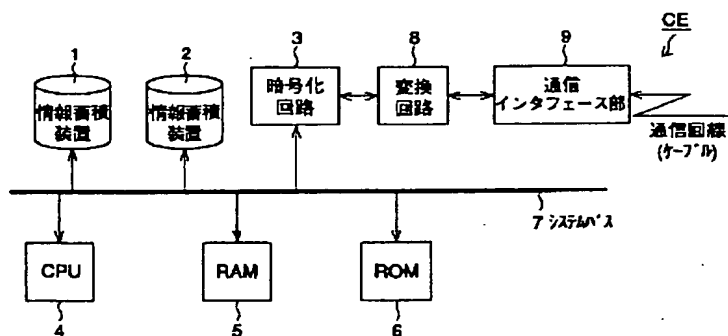 CE
1
2
3
8
9
情報蓄積
装置
情報蓄積
装置
暗号化
回路
変換
回路
通信
インタフェース部
通信回線
(ケーブル)
7 システムバス
CPU
RAM
ROM
4
5
6